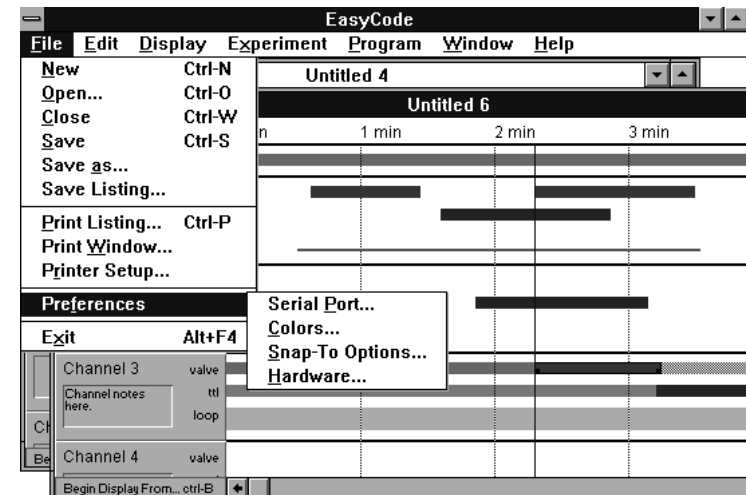 EasyCode
File Edit Display Experiment Program Window Help
New Ctrl-N
Open... Ctrl-O
Close Ctrl-W
Save Ctrl-S
Save as...
Save Listing...
Print Listing... Ctrl-P
Print Window...
Printer Setup...
Preferences
Exit Alt+F4
Serial Port...
Colors...
Snap-To Options...
Hardware...
Untitled 4
Untitled 6
1 min 2 min 3 min
Channel 3 valve
Channel notes here.
ttl
loop
Channel 4 valve
Begin Display From... ctrl-B